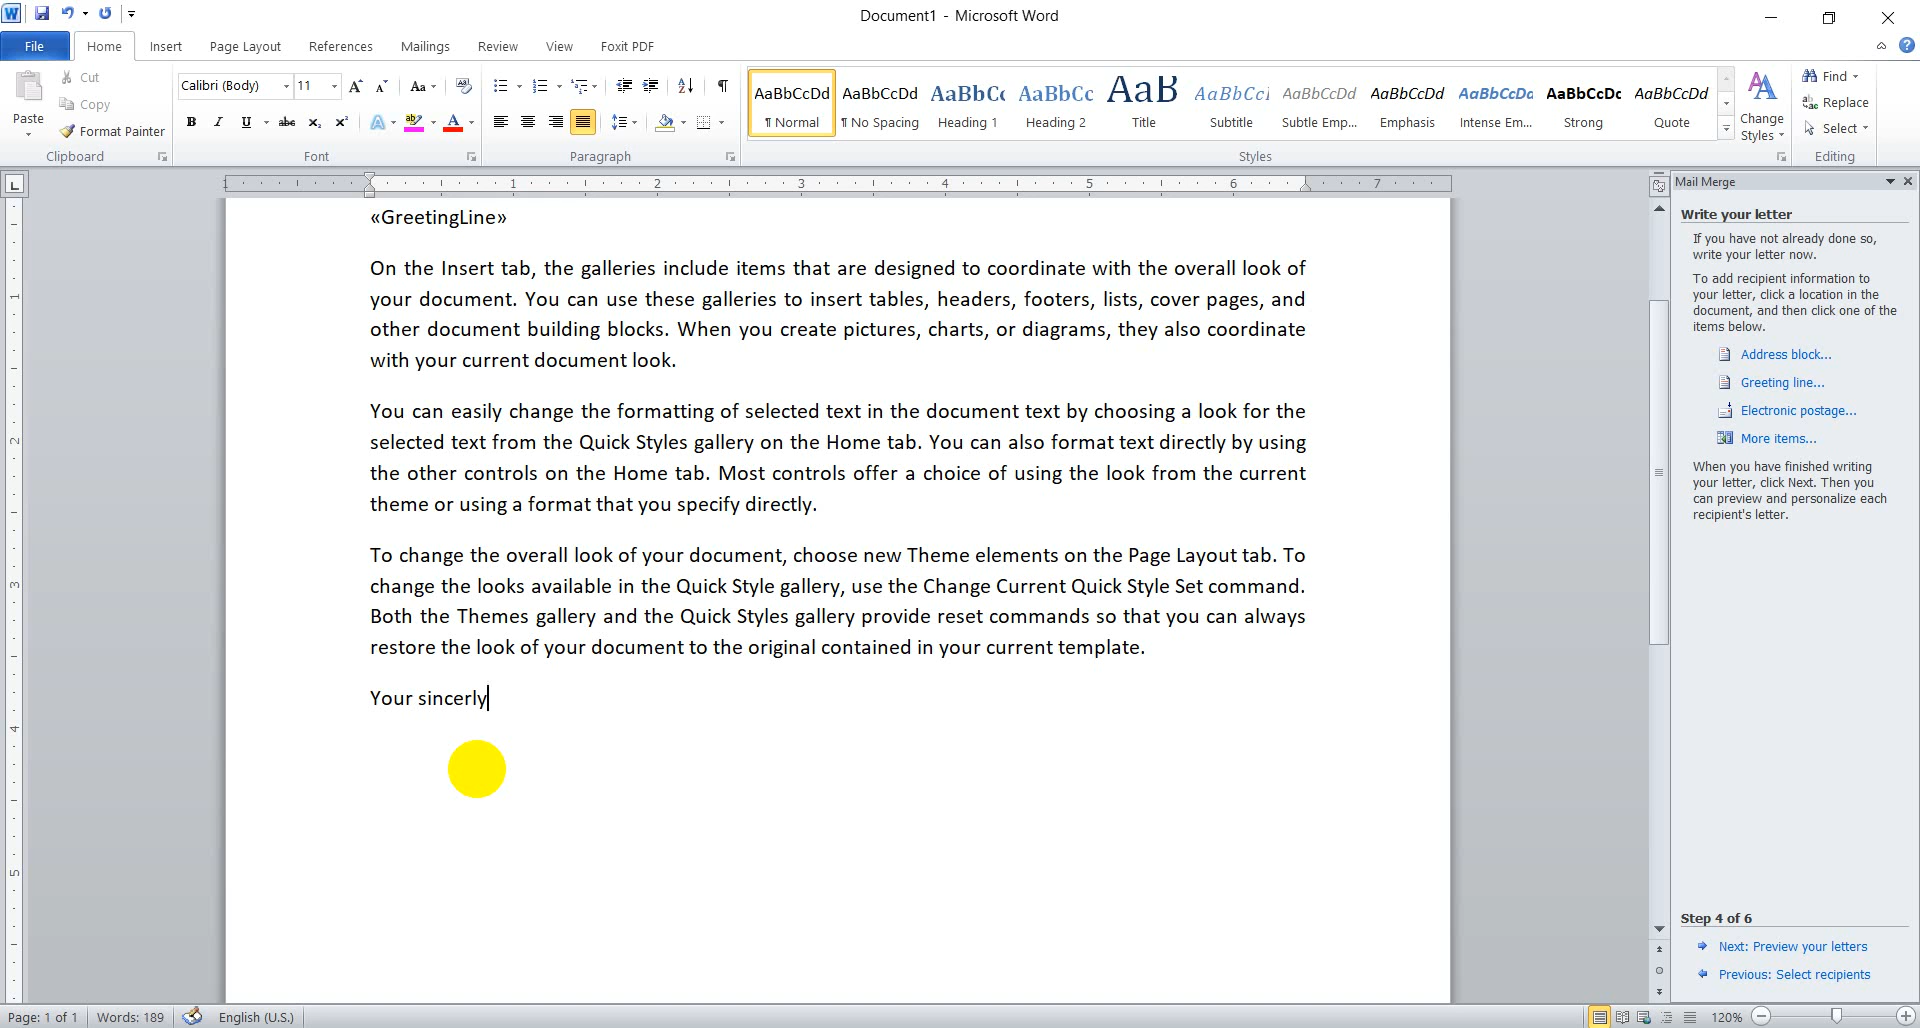 Document1 - Microsoft Word
File Home Insert Page Layout References Mailings Review View Foxit PDF
Paste
Cut
Copy
Format Painter
Clipboard
Calibri (Body) 11
Font
Paragraph
AaBbCcDd AaBbCcDd AaBbCc AaBbCc AaB AaBbCcI AaBbCcDd AaBbCcDd AaBbCcDd AaBbCcDc AaBbCcDd
¶ Normal ¶ No Spacing Heading 1 Heading 2 Title Subtitle Subtle Emp... Emphasis Intense Em... Strong Quote
Styles
Change
Styles
Find
Replace
Select
Editing
1 1 2 3 4 5 6 7
1
2
3
4
5
«GreetingLine»
On the Insert tab, the galleries include items that are designed to coordinate with the overall look of
your document. You can use these galleries to insert tables, headers, footers, lists, cover pages, and
other document building blocks. When you create pictures, charts, or diagrams, they also coordinate
with your current document look.
You can easily change the formatting of selected text in the document text by choosing a look for the
selected text from the Quick Styles gallery on the Home tab. You can also format text directly by using
the other controls on the Home tab. Most controls offer a choice of using the look from the current
theme or using a format that you specify directly.
To change the overall look of your document, choose new Theme elements on the Page Layout tab. To
change the looks available in the Quick Style gallery, use the Change Current Quick Style Set command.
Both the Themes gallery and the Quick Styles gallery provide reset commands so that you can always
restore the look of your document to the original contained in your current template.
Your sincerly
Mail Merge
Write your letter
If you have not already done so,
write your letter now.
To add recipient information to
your letter, click a location in the
document, and then click one of the
items below.
Address block...
Greeting line...
Electronic postage...
More items...
When you have finished writing
your letter, click Next. Then you
can preview and personalize each
recipient's letter.
Step 4 of 6
Next: Preview your letters
Previous: Select recipients
Page: 1 of 1 Words: 189 English (U.S.) 120%